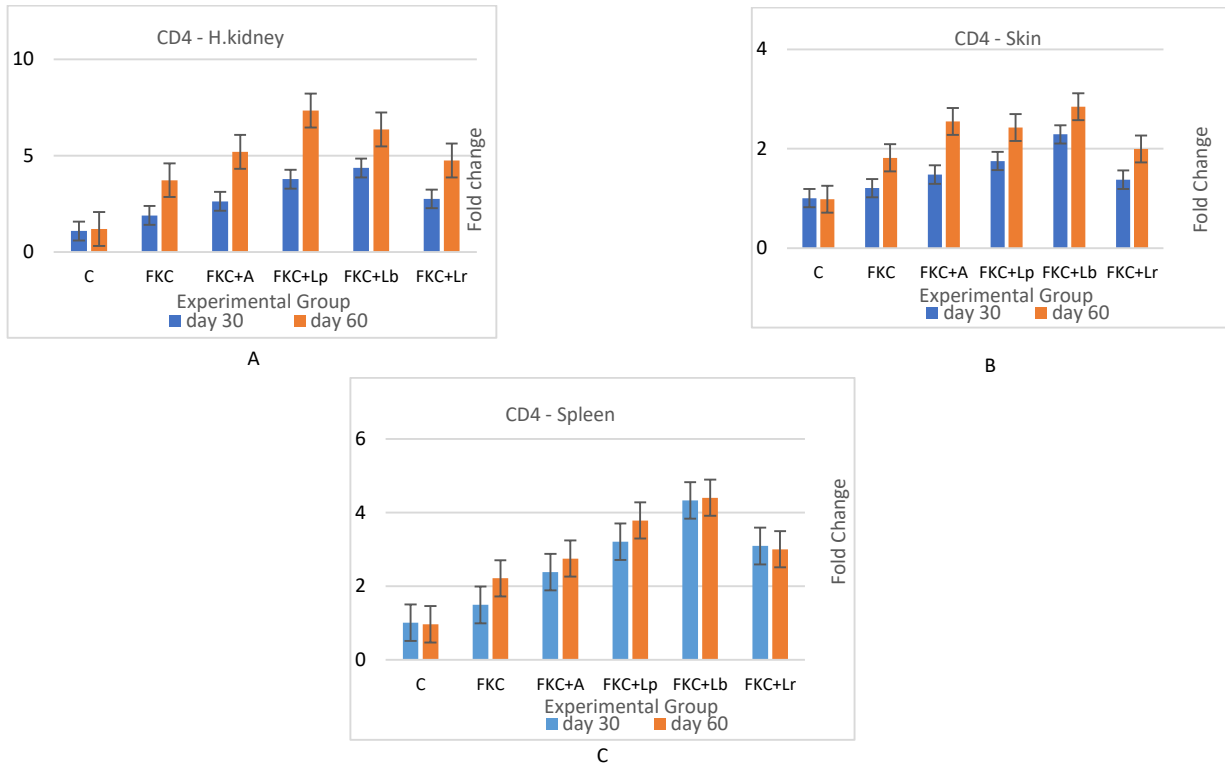 CD4 - H.kidney
10
5
0
Fold change
C FKC FKC+A FKC+Lp FKC+Lb FKC+Lr
Experimental Group
day 30 day 60
A
CD4 - Skin
4
2
0
Fold change
C FKC FKC+A FKC+Lp FKC+Lb FKC+Lr
Experimental Group
day 30 day 60
B
CD4 - Spleen
6
4
2
0
Fold Change
C FKC FKC+A FKC+Lp FKC+Lb FKC+Lr
Experimental Group
day 30 day 60
C